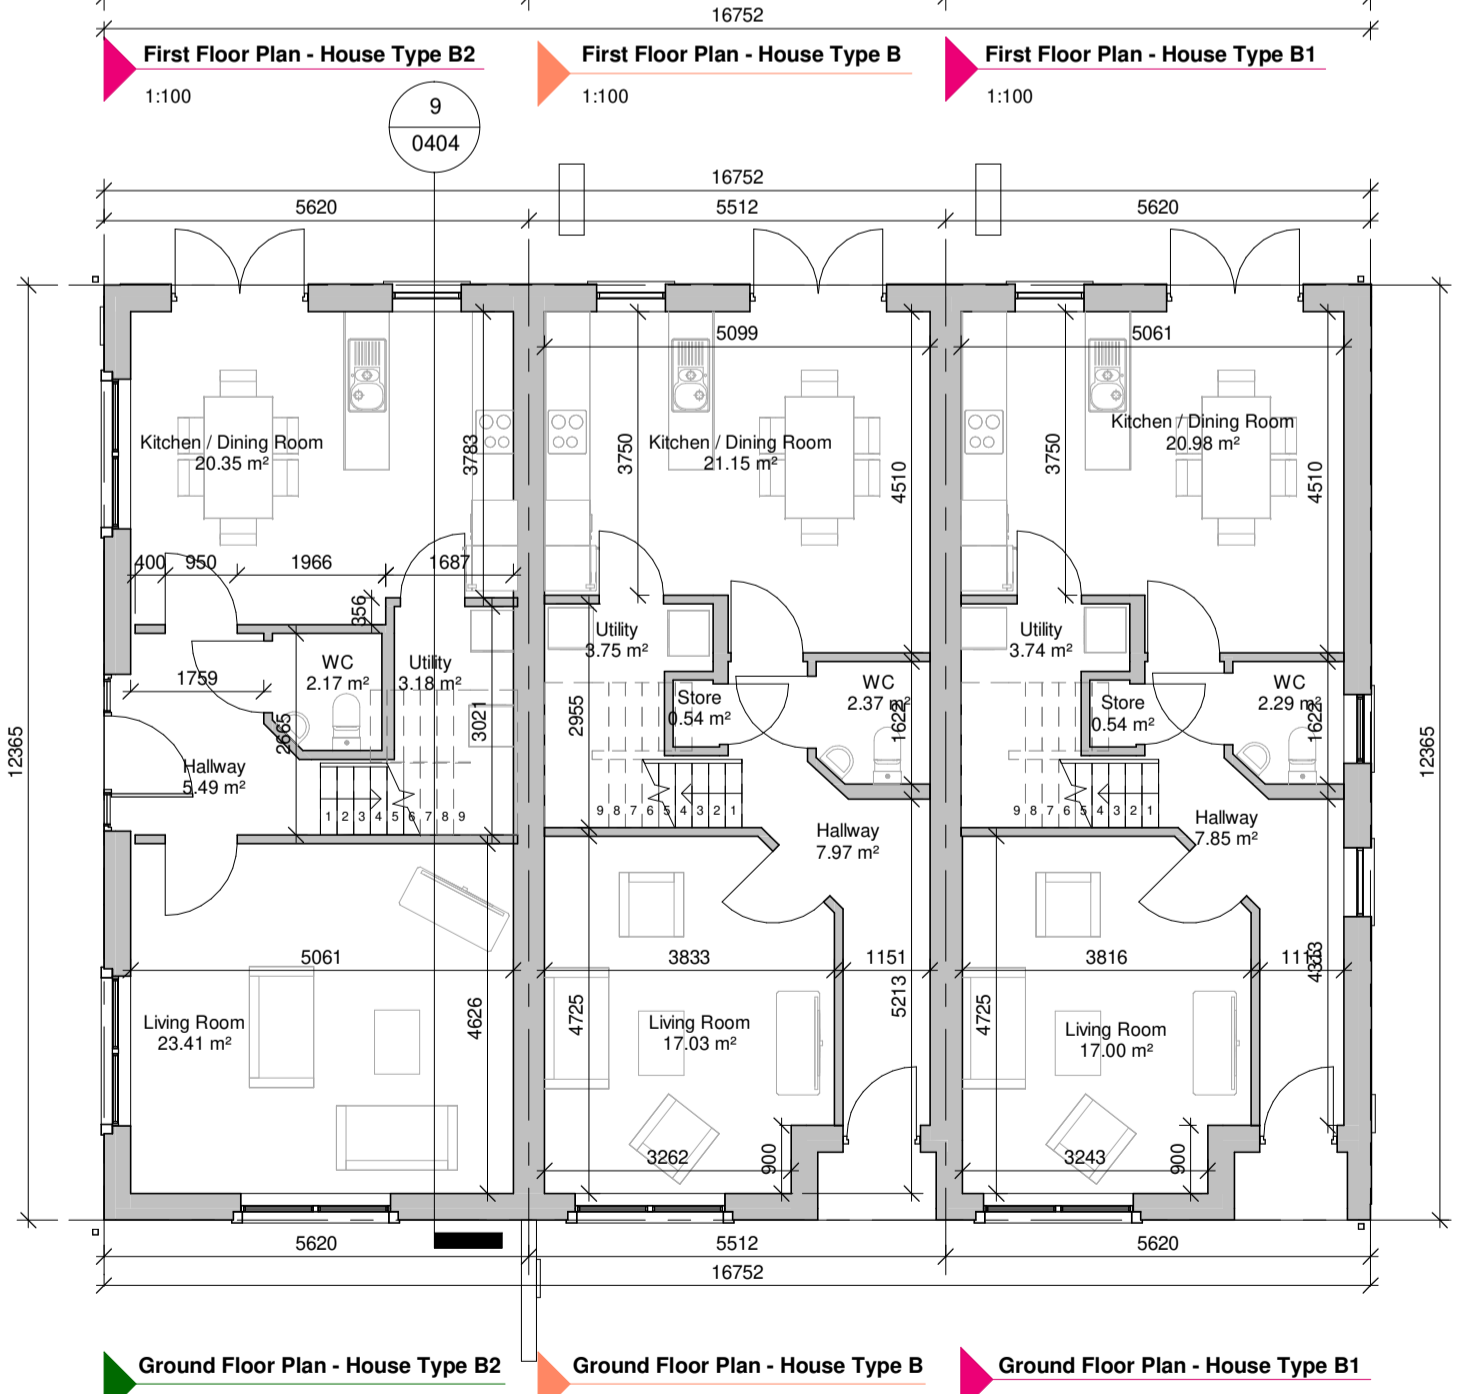 16752
First Floor Plan - House Type B2
First Floor Plan - House Type B
First Floor Plan - House Type B1
1:100
1:100
1:100
9
0404
16752
5620
5512
5620
5099
5061
Kitchen / Dining Room
20.35 m²
3783
3750
Kitchen / Dining Room
21.15 m²
4510
3750
Kitchen / Dining Room
20.98 m²
4510
400
950
1966
1687
356
WC
2.17 m²
Utility
3.18 m²
1759
2665
3021
Hallway
5.49 m²
1 2 3 4 5 6 7 8 9
Utility
3.75 m²
2955
Store
0.54 m²
WC
2.37 m²
1622
9 8 7 6 5 4 3 2 1
Hallway
7.97 m²
Utility
3.74 m²
Store
0.54 m²
WC
2.29 m²
1622
9 8 7 6 5 4 3 2 1
Hallway
7.85 m²
12365
12365
5061
4626
Living Room
23.41 m²
3833
1151
5213
4725
Living Room
17.03 m²
3262
900
3816
4725
Living Room
17.00 m²
3243
900
5620
5512
5620
16752
Ground Floor Plan - House Type B2
Ground Floor Plan - House Type B
Ground Floor Plan - House Type B1